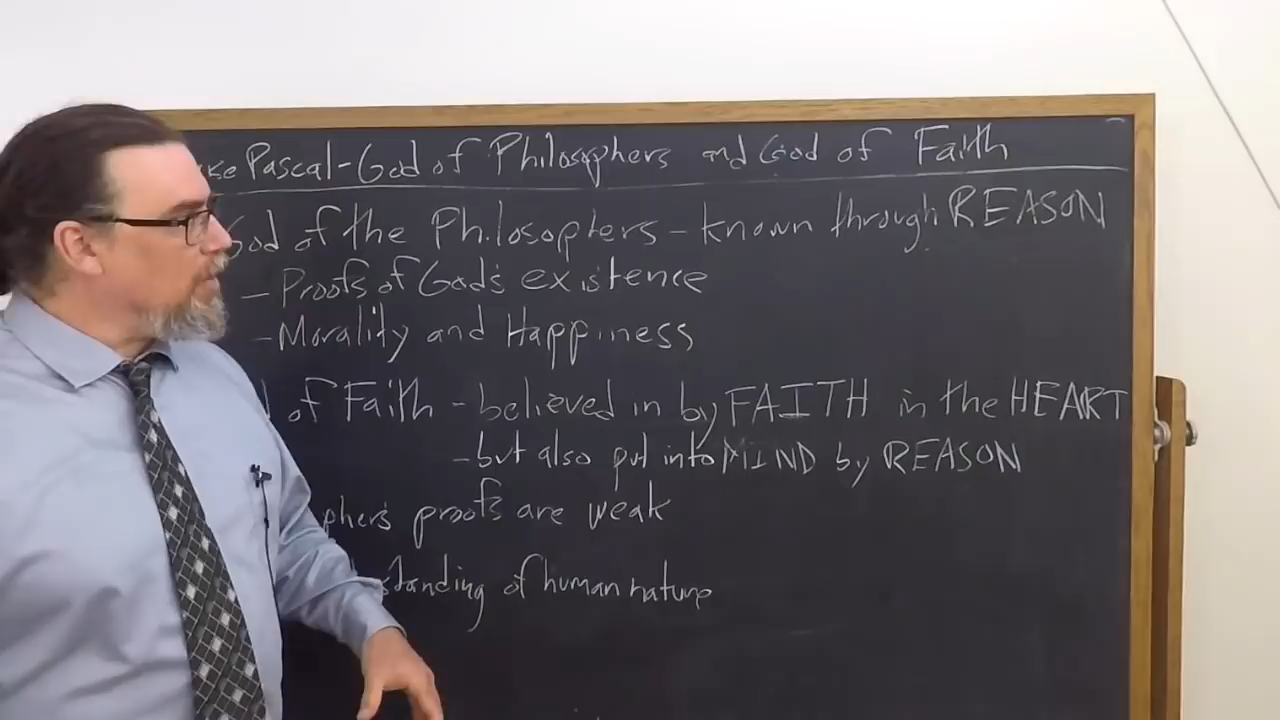 Pascal-God of Philosophers and God of Faith
God of the Philosophers - known through REASON
- Proofs of God's existence
- Morality and Happiness
of Faith - believed in by FAITH in the HEART
- but also put into MIND by REASON
proofs are weak
of human nature